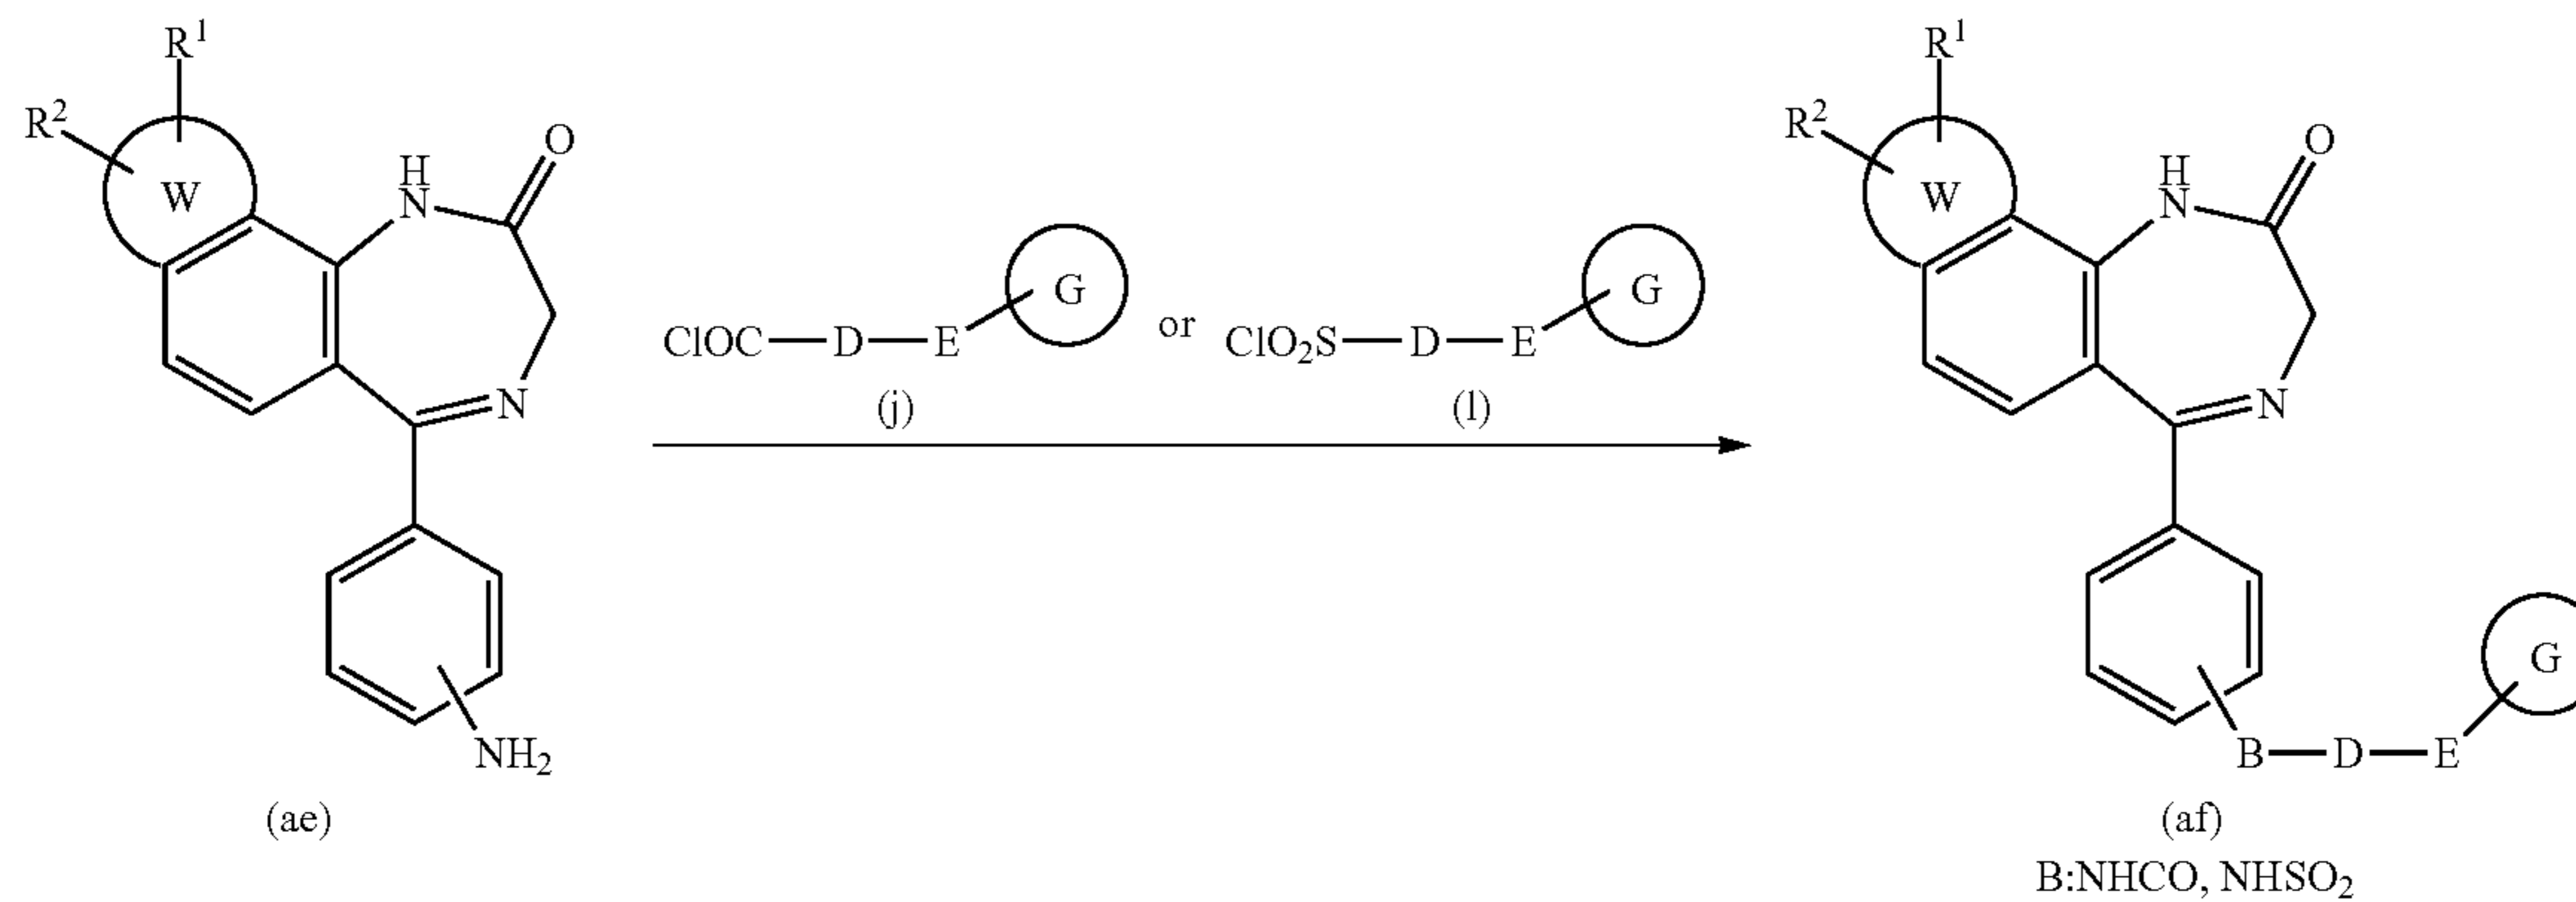 R¹
R²
W
H
N
O
N
NH₂
(ae)
ClOC—D—E
G
(j)
or
ClO₂S—D—E
G
(l)
R¹
R²
W
H
N
O
N
G
B—D—E
(af)
B:NHCO, NHSO₂